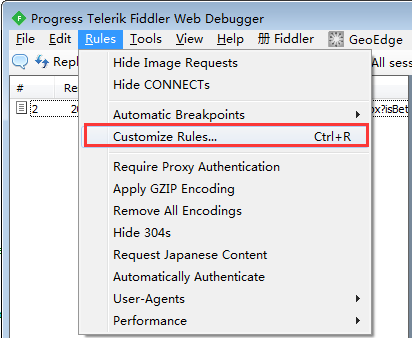 Progress Telerik Fiddler Web Debugger
File Edit Rules Tools View Help 册 Fiddler GeoEdge
Repl
All sess
Hide Image Requests
Hide CONNECTs
# Re
2 20
ox?isBet
Automatic Breakpoints
Customize Rules... Ctrl+R
Require Proxy Authentication
Apply GZIP Encoding
Remove All Encodings
Hide 304s
Request Japanese Content
Automatically Authenticate
User-Agents
Performance